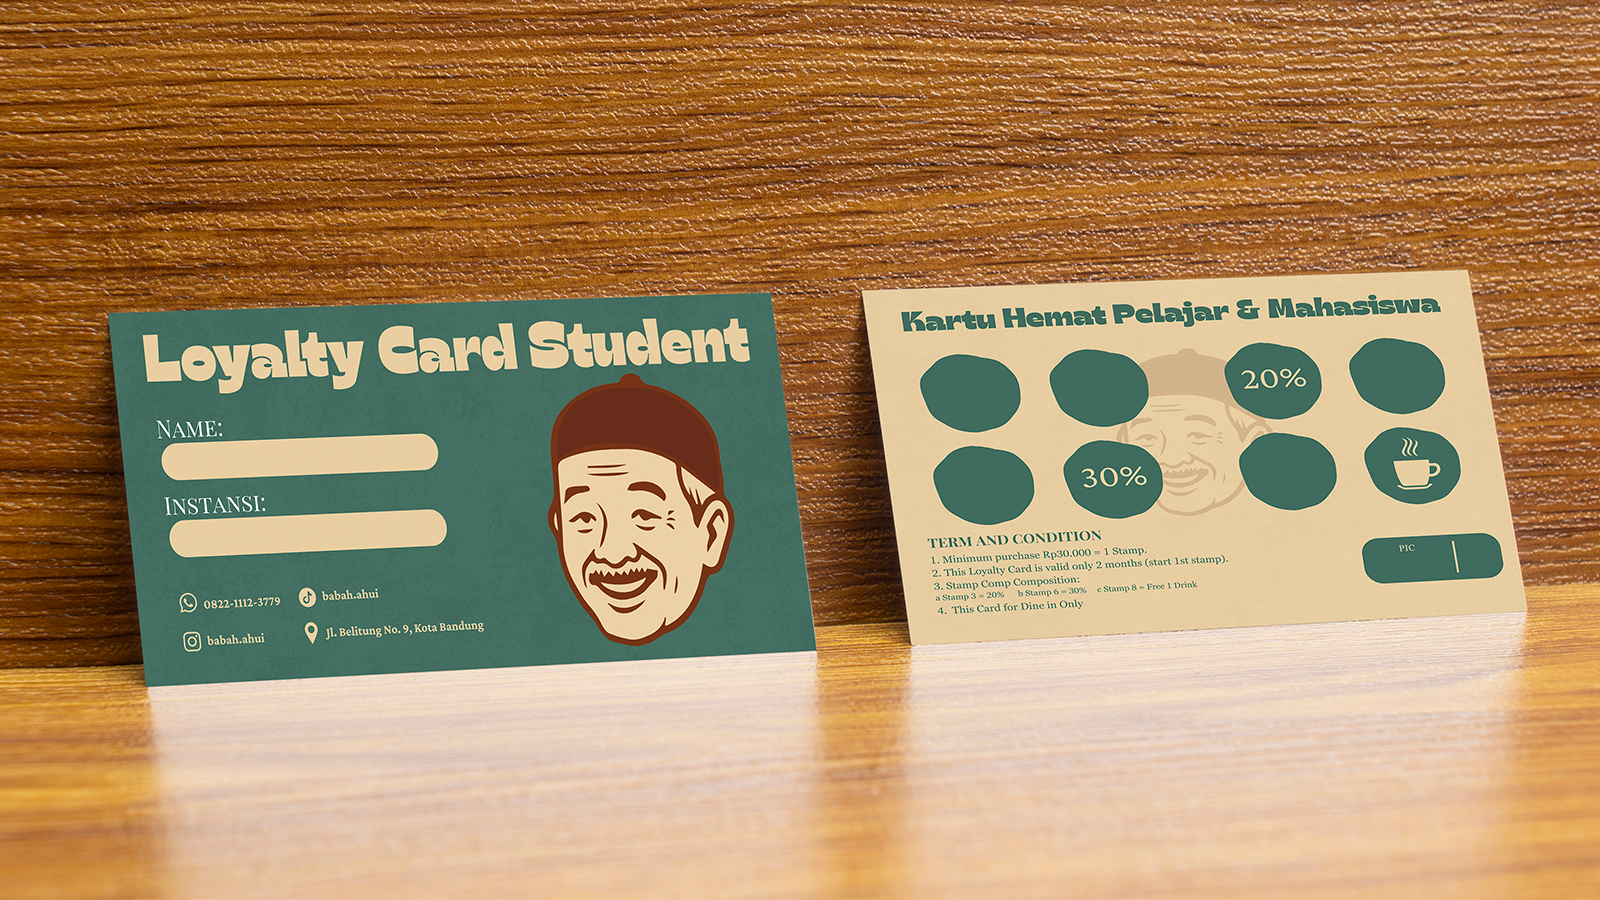 Loyalty Card Student
NAME:
INSTANSI:
0822-1112-3779
babah.ahui
babah.ahui
Jl. Belitung No. 9, Kota Bandung
Kartu Hemat Pelajar & Mahasiswa
20%
30%
TERM AND CONDITION
1. Minimum purchase Rp30.000 = 1 Stamp.
2. This Loyalty Card is valid only 2 months (start 1st stamp).
3. Stamp Comp Composition:
a Stamp 3 = 20% b Stamp 6 = 30% c Stamp 8 = Free 1 Drink
4. This Card for Dine in Only
PIC